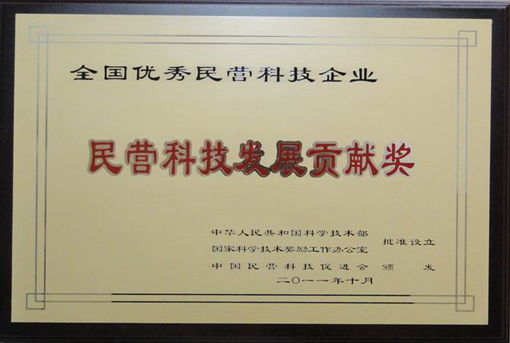 全国优秀民营科技企业
民营科技发展贡献奖
中华人民共和国科学技术部
国家科学技术奖励工作办公室
批准设立
中国民营科技促进会 颁发
二〇一一年十月